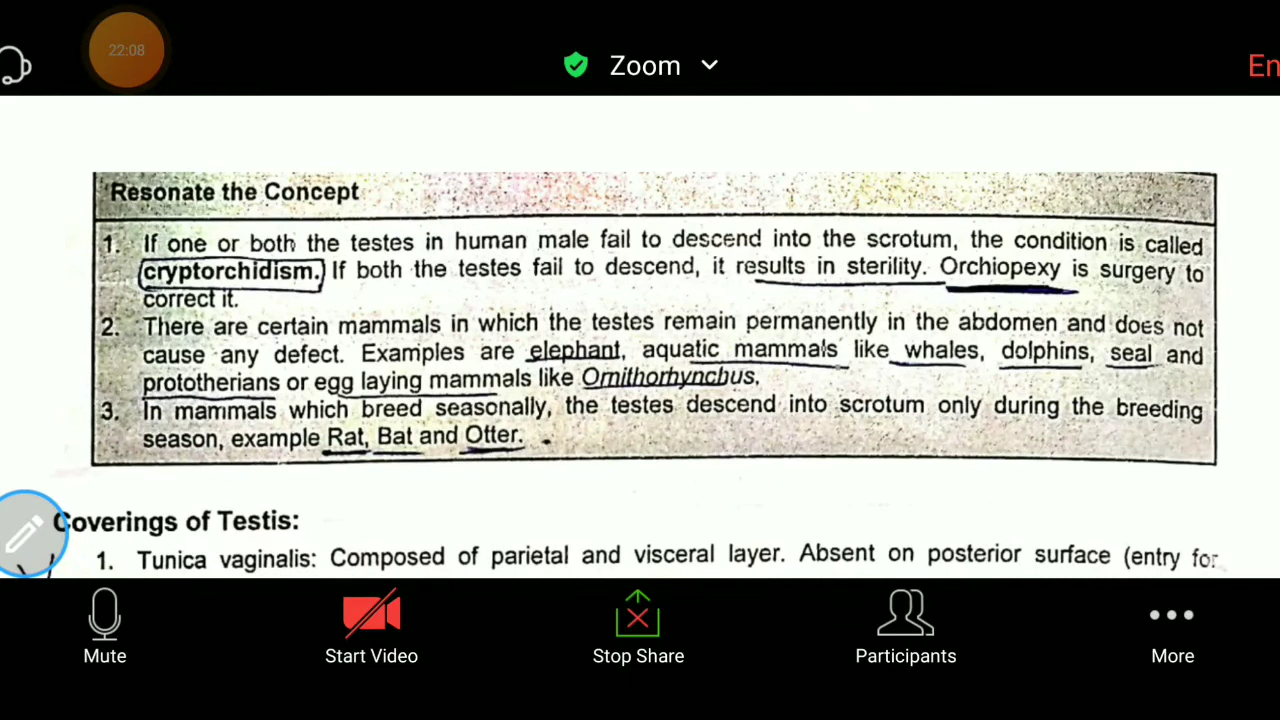 22:08
Zoom
En
Resonate the Concept
1. If one or both the testes in human male fail to descend into the scrotum, the condition is called
cryptorchidism. If both the testes fail to descend, it results in sterility. Orchiopexy is surgery to
correct it.
2. There are certain mammals in which the testes remain permanently in the abdomen and does not
cause any defect. Examples are elephant, aquatic mammals like whales, dolphins, seal and
prototherians or egg laying mammals like Ornithorhynchus.
3. In mammals which breed seasonally, the testes descend into scrotum only during the breeding
season, example Rat, Bat and Otter.
Coverings of Testis:
1. Tunica vaginalis: Composed of parietal and visceral layer. Absent on posterior surface (entry for
Mute
Start Video
Stop Share
Participants
More